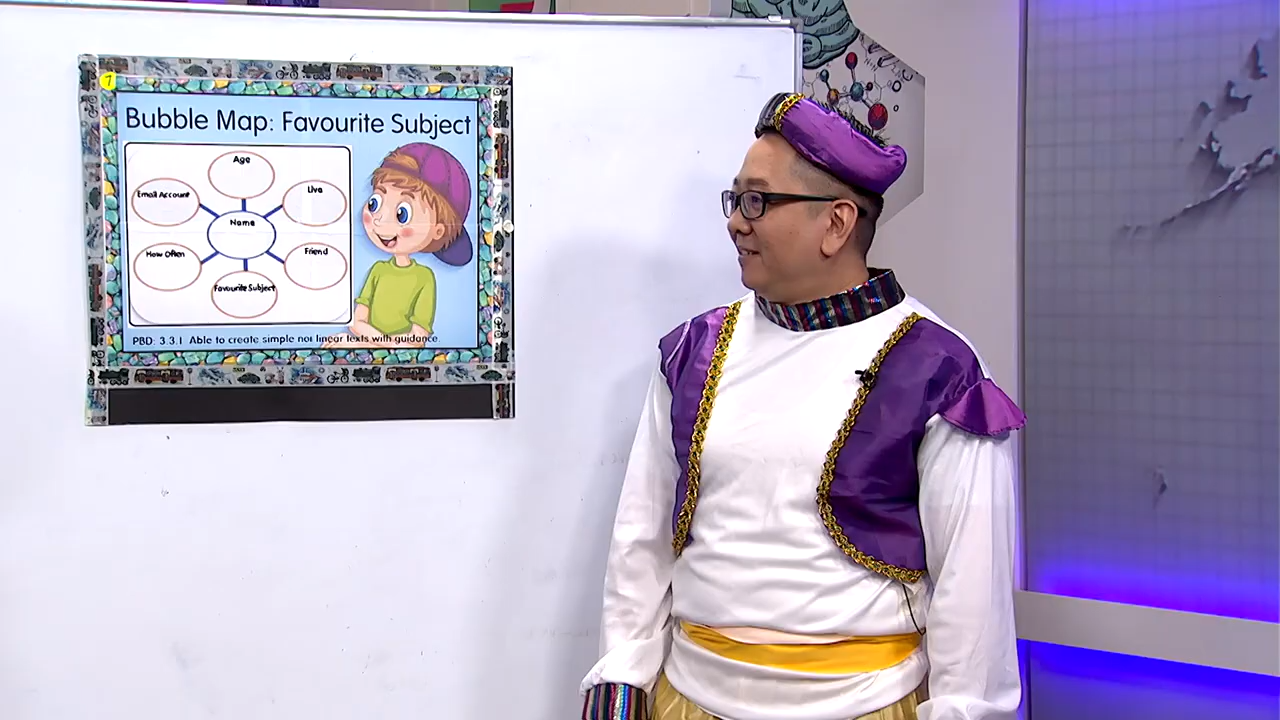 7
Bubble Map: Favourite Subject
Age
Email Account
Live
Name
How Often
Friend
Favourite Subject
PBD: 3.3.1 Able to create simple not linear texts with guidance.